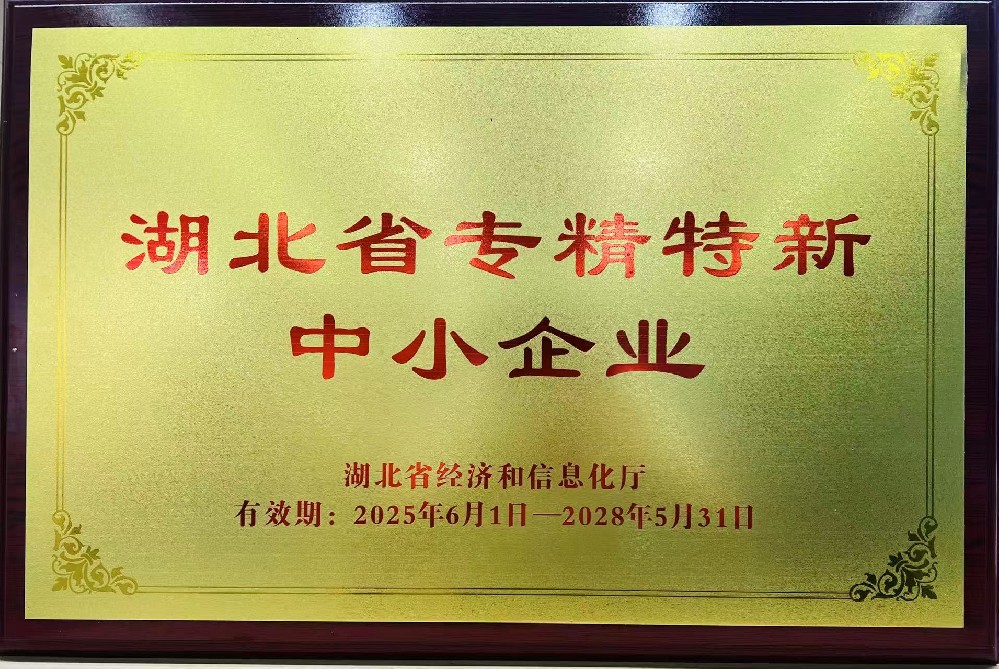 湖北省专精特新
中小企业
湖北省经济和信息化厅
有效期：2025年6月1日—2028年5月31日